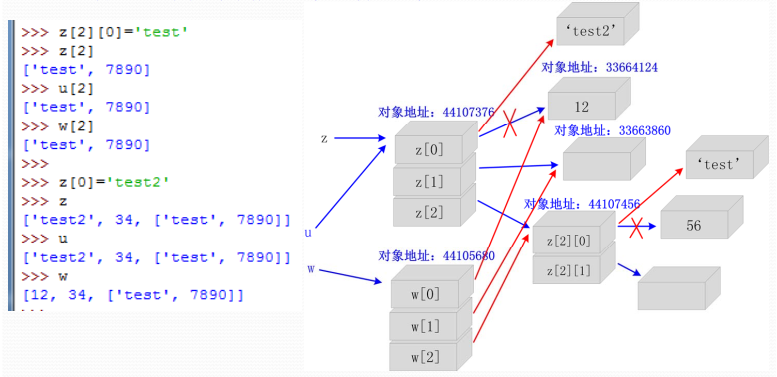 >>> z[2][0]='test'
>>> z[2]
['test', 7890]
>>> u[2]
['test', 7890]
>>> w[2]
['test', 7890]
>>>
>>> z[0]='test2'
>>> z
['test2', 34, ['test', 7890]]
>>> u
['test2', 34, ['test', 7890]]
>>> w
[12, 34, ['test', 7890]]
‘test2’
对象地址：33664124
12
对象地址：44107376
z
z[0]
z[1]
z[2]
对象地址：33663860
‘test’
u
对象地址：44107456
z[2][0]
z[2][1]
56
对象地址：44105680
w
w[0]
w[1]
w[2]